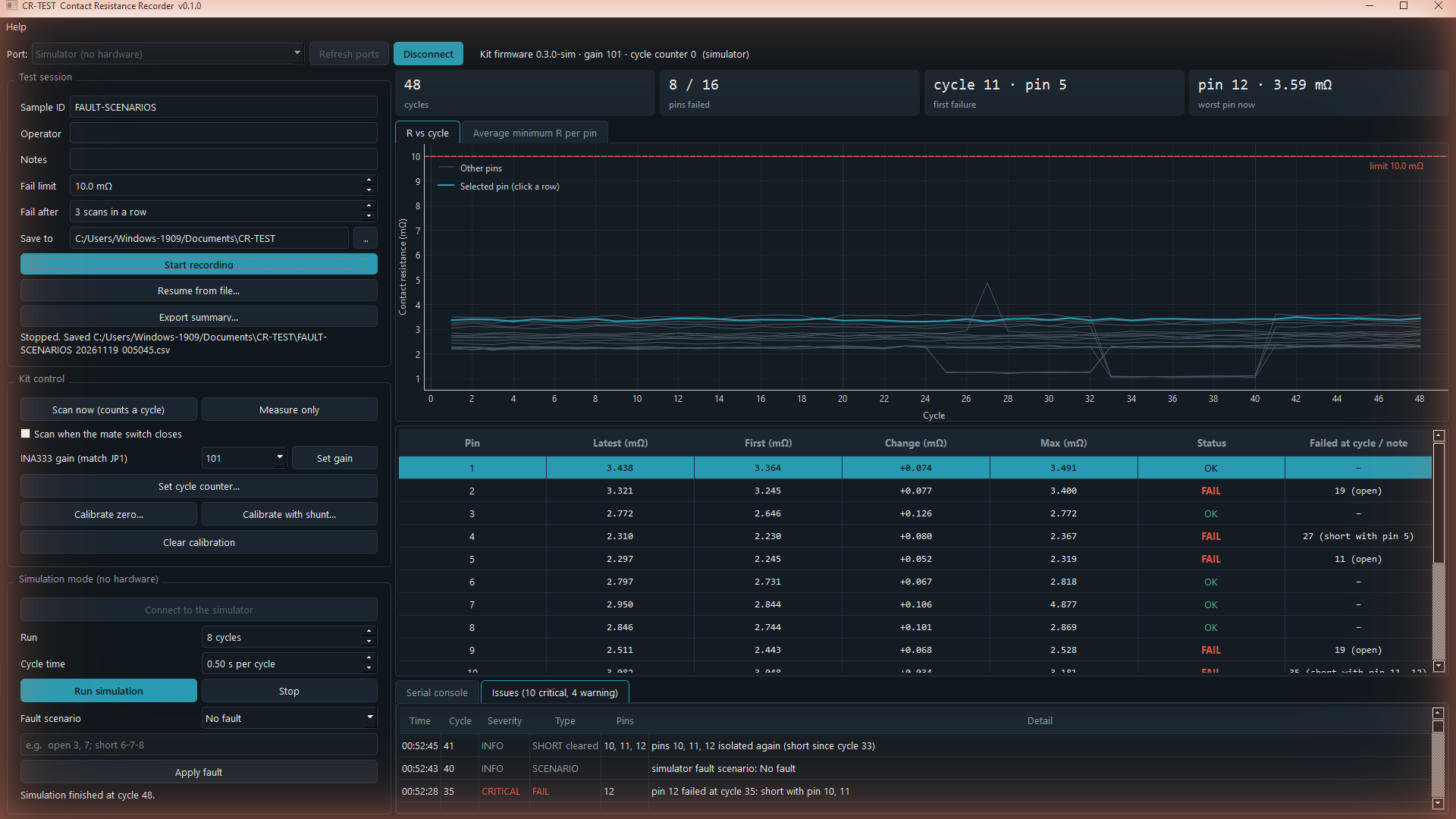 CR-TEST Contact Resistance Recorder v0.1.0
Help
Port: Simulator (no hardware) Refresh ports Disconnect Kit firmware 0.3.0-sim · gain 101 · cycle counter 0 (simulator)
Test session
Sample ID FAULT-SCENARIOS
Operator
Notes
Fail limit 10.0 mΩ
Fail after 3 scans in a row
Save to C:/Users/Windows-1909/Documents\CR-TEST ..
Start recording
Resume from file...
Export summary...
Stopped. Saved C:/Users/Windows-1909/Documents\CR-TEST\FAULT-
SCENARIOS 20261119 005045.csv
Kit control
Scan now (counts a cycle) Measure only
Scan when the mate switch closes
INA333 gain (match JP1) 101 Set gain
Set cycle counter...
Calibrate zero... Calibrate with shunt...
Clear calibration
Simulation mode (no hardware)
Connect to the simulator
Run 8 cycles
Cycle time 0.50 s per cycle
Run simulation Stop
Fault scenario No fault
e.g. open 3, 7; short 6-7-8
Apply fault
Simulation finished at cycle 48.
48 8 / 16 cycle 11 · pin 5 pin 12 · 3.59 mΩ
cycles pins failed first failure worst pin now
R vs cycle Average minimum R per pin
limit 10.0 mΩ
Other pins
Selected pin (click a row)
Contact resistance (mΩ)
10
9
8
7
6
5
4
3
2
1
0 2 4 6 8 10 12 14 16 18 20 22 24 26 28 30 32 34 36 38 40 42 44 46 48
Cycle
Pin Latest (mΩ) First (mΩ) Change (mΩ) Max (mΩ) Status Failed at cycle / note
1 3.438 3.364 +0.074 3.491 OK –
2 3.321 3.245 +0.077 3.400 FAIL 19 (open)
3 2.772 2.646 +0.126 2.772 OK –
4 2.310 2.230 +0.080 2.367 FAIL 27 (short with pin 5)
5 2.297 2.245 +0.052 2.319 FAIL 11 (open)
6 2.797 2.731 +0.067 2.818 OK –
7 2.950 2.844 +0.106 4.877 OK –
8 2.846 2.744 +0.101 2.869 OK –
9 2.511 2.443 +0.068 2.528 FAIL 19 (open)
10 3.082 3.048 +0.034 3.181 FAIL 35 (short with pin 11, 12)
Serial console Issues (10 critical, 4 warning)
Time Cycle Severity Type Pins Detail
00:52:45 41 INFO SHORT cleared 10, 11, 12 pins 10, 11, 12 isolated again (short since cycle 33)
00:52:43 40 INFO SCENARIO simulator fault scenario: No fault
00:52:28 35 CRITICAL FAIL 12 pin 12 failed at cycle 35: short with pin 10, 11